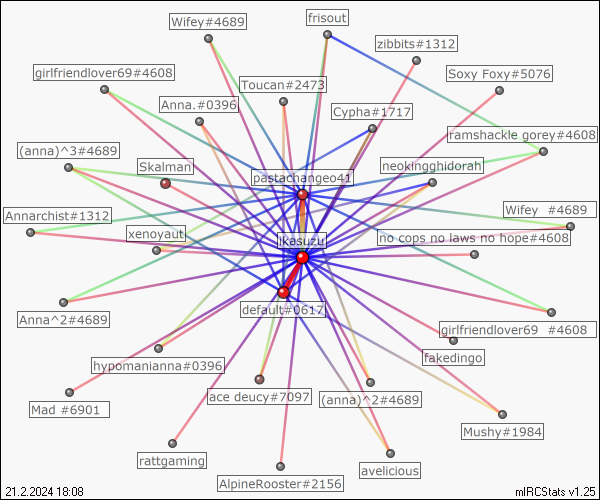 Wifey#4689
frisout
zibbits#1312
girlfriendlover69#4608
Toucan#2473
Soxy Foxy#5076
Anna.#0396
Cypha#1717
ramshackle gorey#4608
(anna)^3#4689
Skalman
pastachangeo41
neokingghidorah
Annarchist#1312
xenoyauti
ikasuzu
Wifey #4689
no cops no laws no hope#4608
Anna^2#4689
default#0617
girlfriendlover69 #4608
hypomanianna#0396
fakedingo
Mad #6901
ace deucy#7097
(anna)^2#4689
Mushy#1984
rattgaming
AlpineRooster#2156
avelicious
21.2.2024 18:08
mIRCStats v1.25